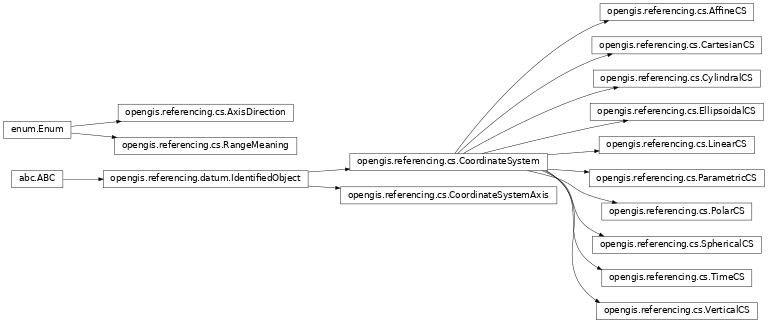 opengis.referencing.cs.AffineCS
opengis.referencing.cs.CartesianCS
opengis.referencing.cs.CylindralCS
opengis.referencing.cs.EllipsoidalCS
opengis.referencing.cs.AxisDirection
enum.Enum
opengis.referencing.cs.RangeMeaning
opengis.referencing.cs.LinearCS
opengis.referencing.cs.CoordinateSystem
abc.ABC
opengis.referencing.datum.IdentifiedObject
opengis.referencing.cs.ParametricCS
opengis.referencing.cs.CoordinateSystemAxis
opengis.referencing.cs.PolarCS
opengis.referencing.cs.SphericalCS
opengis.referencing.cs.TimeCS
opengis.referencing.cs.VerticalCS